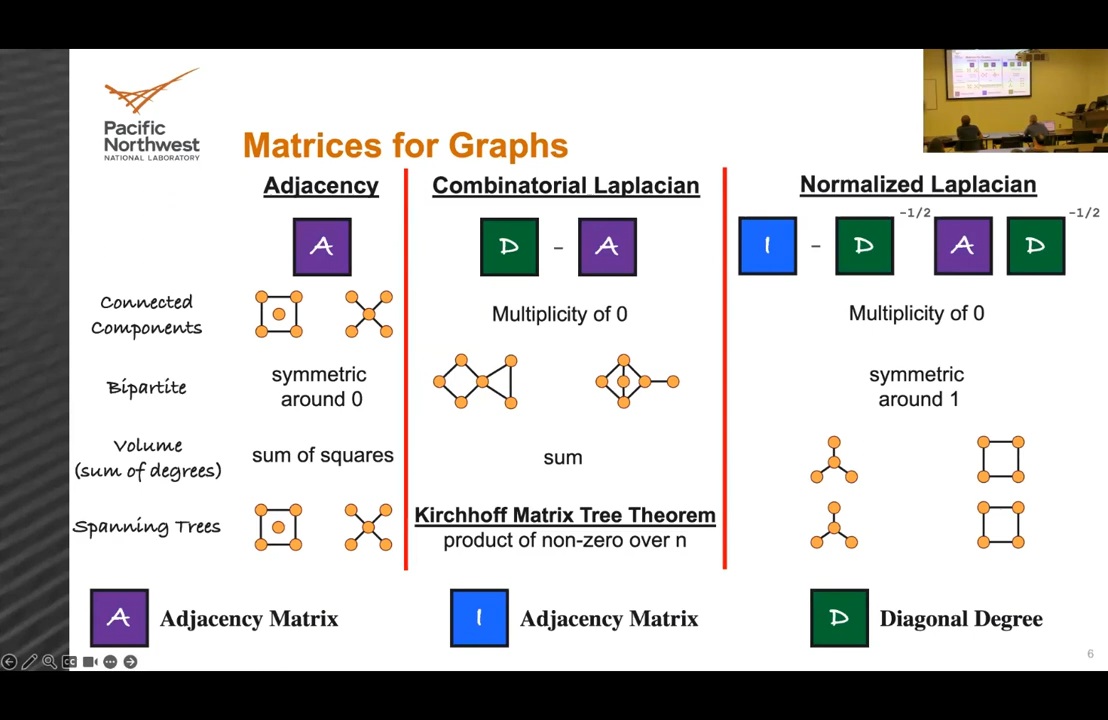 Pacific
Northwest
NATIONAL LABORATORY
Matrices for Graphs
Adjacency
A
Combinatorial Laplacian
D - A
Normalized Laplacian
I - D -1/2 A D -1/2
Connected
Components
Multiplicity of 0
Multiplicity of 0
Bipartite
symmetric
around 0
symmetric
around 1
Volume
(sum of degrees)
sum of squares
sum
Spanning Trees
Kirchhoff Matrix Tree Theorem
product of non-zero over n
A Adjacency Matrix
I Adjacency Matrix
D Diagonal Degree
6
CC